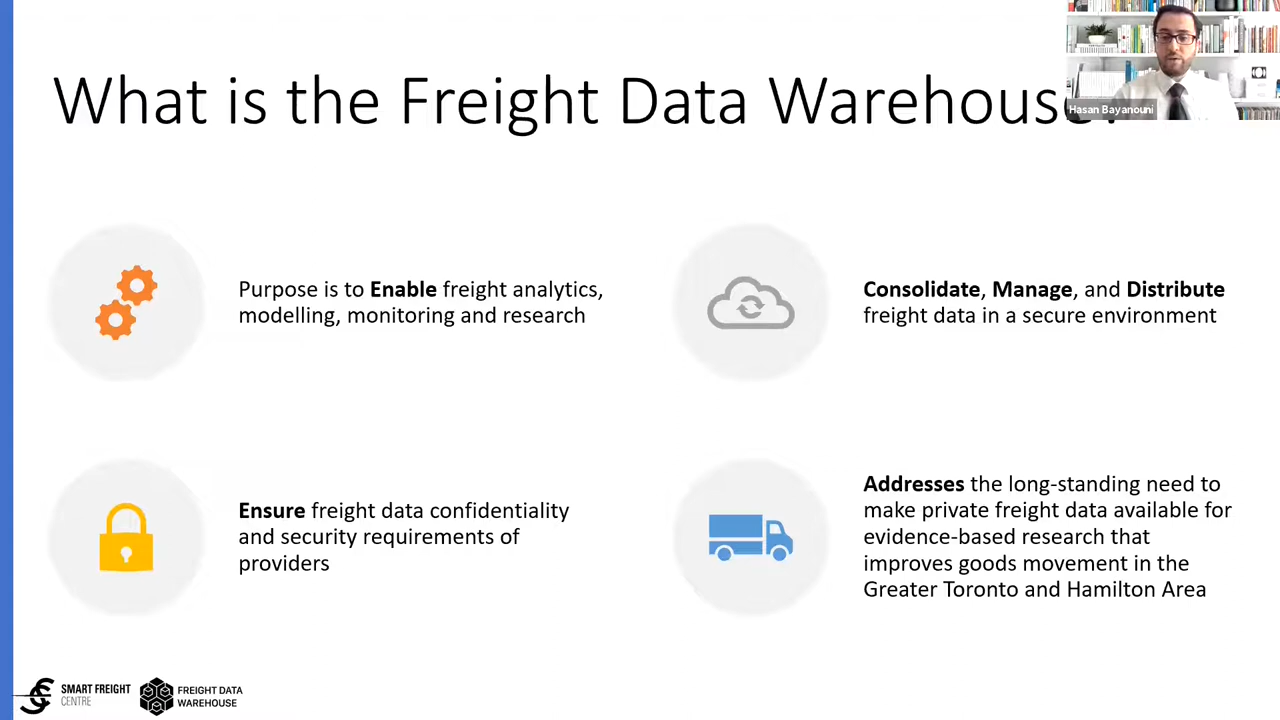 What is the Freight Data Warehouse?
Hasan Bayanouni
Purpose is to Enable freight analytics,
modelling, monitoring and research
Consolidate, Manage, and Distribute
freight data in a secure environment
Ensure freight data confidentiality
and security requirements of
providers
Addresses the long-standing need to
make private freight data available for
evidence-based research that
improves goods movement in the
Greater Toronto and Hamilton Area
SMART FREIGHT
CENTRE
FREIGHT DATA
WAREHOUSE